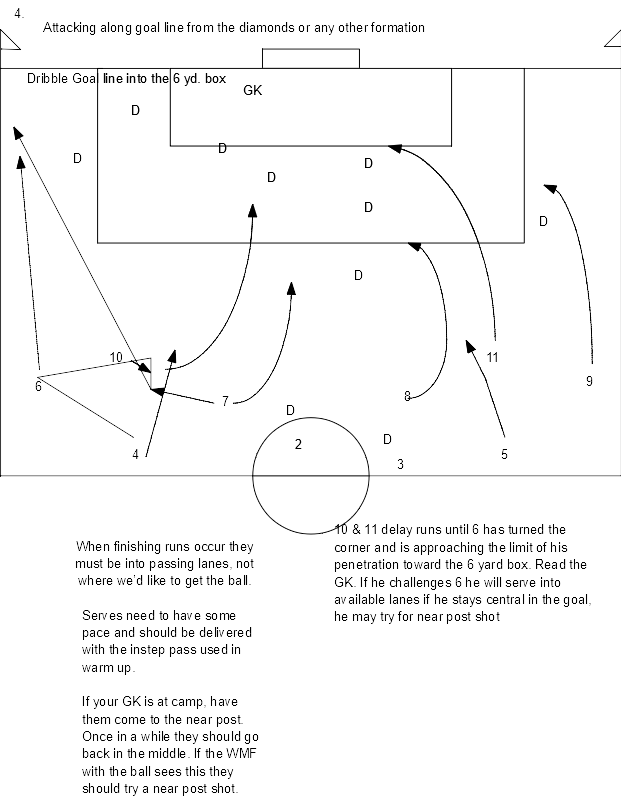 4.
Attacking along goal line from the diamonds or any other formation
Dribble Goal line into the 6 yd. box
GK
D
D
D
D
D
D
D
D
10
11
6
9
7
8
D
4
2
D
3
5
10 & 11 delay runs until 6 has turned the
corner and is approaching the limit of his
penetration toward the 6 yard box. Read the
GK. If he challenges 6 he will serve into
available lanes if he stays central in the goal,
he may try for near post shot
When finishing runs occur they
must be into passing lanes, not
where we'd like to get the ball.
Serves need to have some
pace and should be delivered
with the instep pass used in
warm up.
If your GK is at camp, have
them come to the near post.
Once in a while they should go
back in the middle. If the WMF
with the ball sees this they
should try a near post shot.